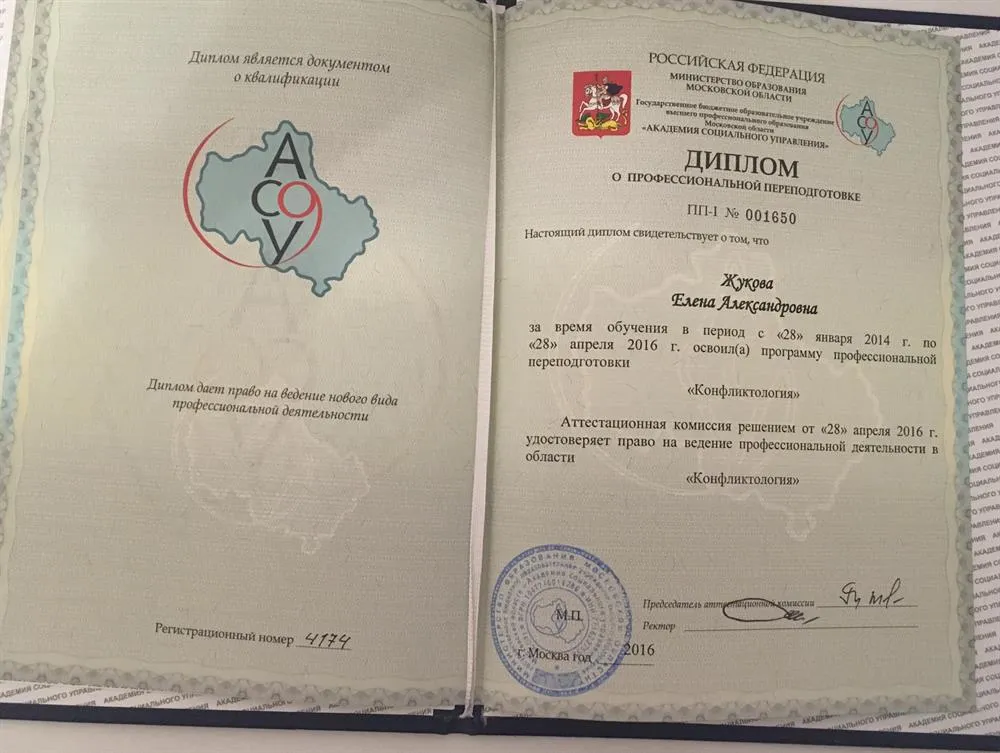 Диплом является документом
о квалификации
А
СО
У
Диплом дает право на ведение нового вида
профессиональной деятельности
Регистрационный номер 4174
РОССИЙСКАЯ ФЕДЕРАЦИЯ
МИНИСТЕРСТВО ОБРАЗОВАНИЯ
МОСКОВСКОЙ ОБЛАСТИ
Государственное бюджетное образовательное учреждение
высшего профессионального образования
Московской области
«АКАДЕМИЯ СОЦИАЛЬНОГО УПРАВЛЕНИЯ»
А
СО
У
ДИПЛОМ
О ПРОФЕССИОНАЛЬНОЙ ПЕРЕПОДГОТОВКЕ
ПП-I № 001650
Настоящий диплом свидетельствует о том, что
Жукова
Елена Александровна
за время обучения в период с «28» января 2014 г. по
«28» апреля 2016 г. освоил(а) программу профессиональной
переподготовки
«Конфликтология»
Аттестационная комиссия решением от «28» апреля 2016 г.
удостоверяет право на ведение профессиональной деятельности в
области
«Конфликтология»
Председатель аттестационной комиссии
Ректор
М.П.
г. Москва год 2016